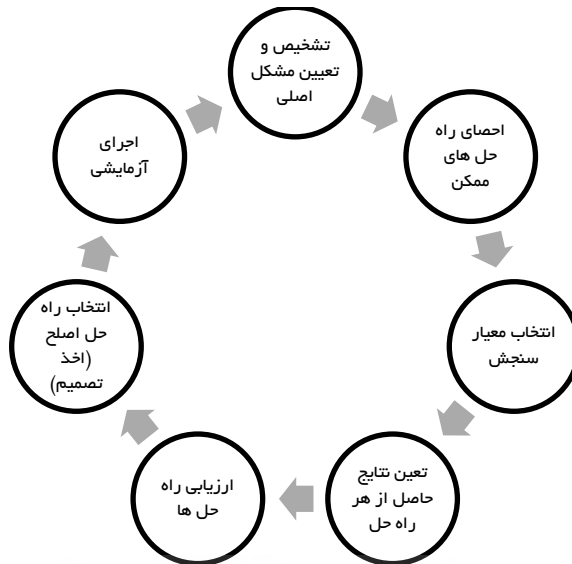 تشخیص و
تعیین مشکل
اصلی
احصای راه
حل های
ممکن
انتخاب معیار
سنجش
تعین نتایج
حاصل از هر
راه حل
ارزیابی راه
حل ها
انتخاب راه
حل اصلح
(اخذ
تصمیم)
اجرای
آزمایشی